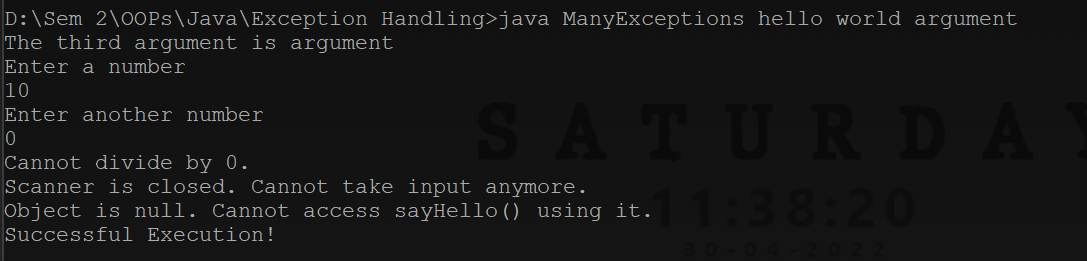 D:\Sem 2\OOPs\Java\Exception Handling>java ManyExceptions hello world argument
The third argument is argument
Enter a number
10
Enter another number
0
Cannot divide by 0.
Scanner is closed. Cannot take input anymore.
Object is null. Cannot access sayHello() using it.
Successful Execution!
SATURDAY
11:38:20
30-04-2022